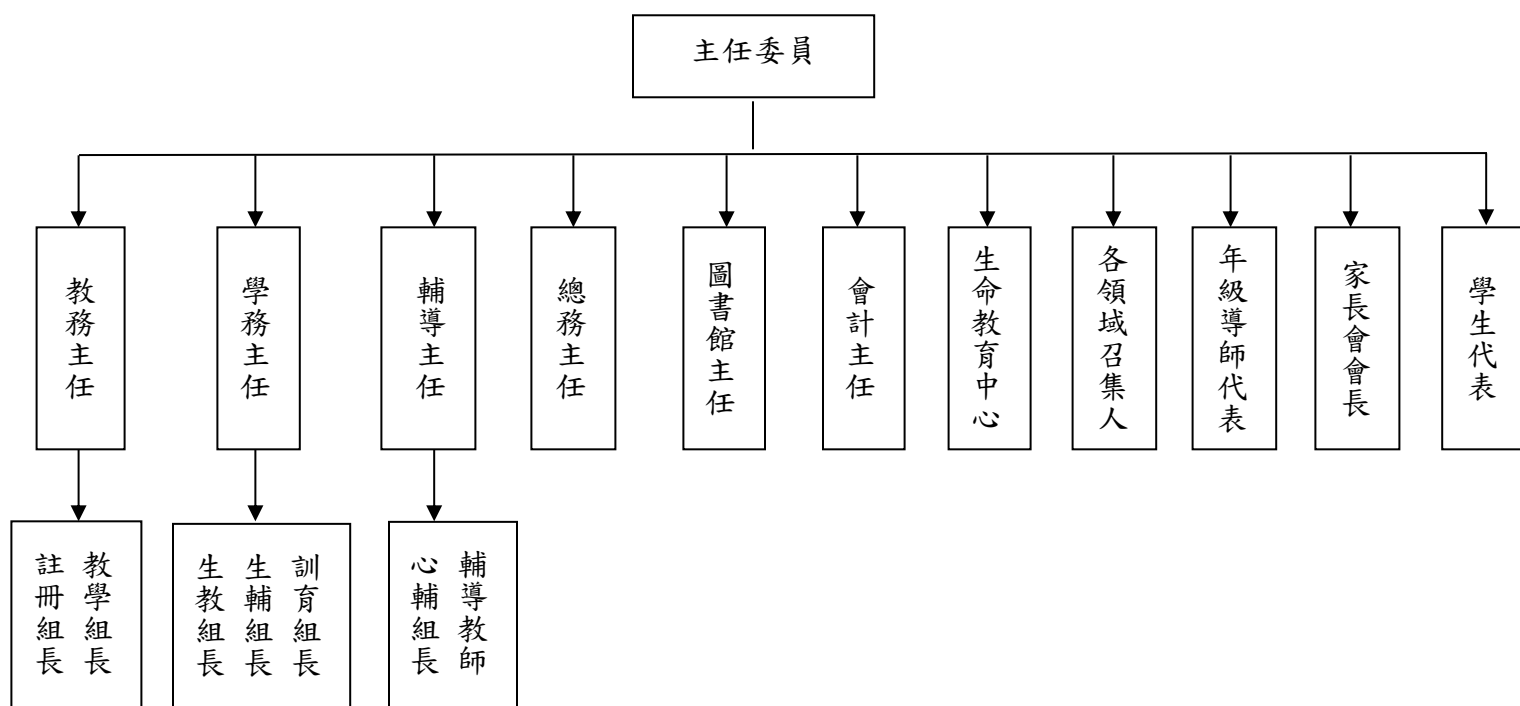 主任委員
教務主任
學務主任
輔導主任
總務主任
圖書館主任
會計主任
生命教育中心
各領域召集人
年級導師代表
家長會會長
學生代表
教學組長
註冊組長
訓育組長
生輔組長
生教組長
輔導教師
心輔組長